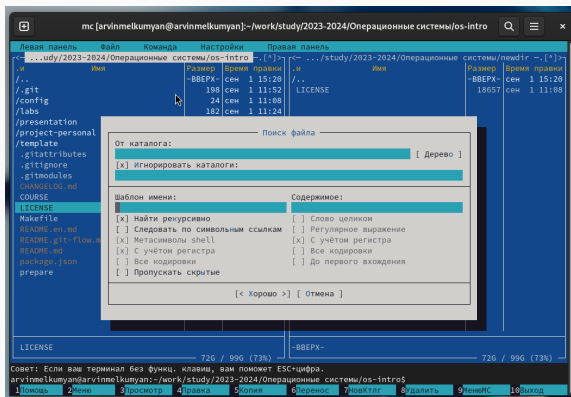 mc [arvinmelkumyan@arvinmelkumyan]:~/work/study/2023-2024/Операционные системы/os-intro
Левая панель Файл Команда Настройки Правая панель
<— ...udy/2023-2024/Операционные системы/os-intro —.[^]> <— .../study/2023-2024/Операционные системы/newdir —.[^]>
.и Имя Размер Время правки .и Имя Размер Время правки
/.. -ВВЕРХ- сен 1 15:20 /.. -ВВЕРХ- сен 1 15:20
/.git 198 сен 1 11:52 LICENSE 18657 сен 1 11:08
/config 24 сен 1 11:08
/labs 182 сен 1 11:24
/presentation
/project-personal
/template
.gitattributes
.gitignore
.gitmodules
CHANGELOG.md
COURSE
LICENSE
Makefile
README.en.md
README.git-flow.m
README.md
package.json
prepare
Поиск файла
От каталога:
[ Дерево ]
[x] Игнорировать каталоги:
Шаблон имени: Содержимое:
[x] Найти рекурсивно [ ] Слово целиком
[ ] Следовать по символьным ссылкам [ ] Регулярное выражение
[x] Метасимволы shell [x] С учётом регистра
[x] С учётом регистра [ ] Все кодировки
[ ] Все кодировки [ ] До первого вхождения
[ ] Пропускать скрытые
[< Хорошо >] [ Отмена ]
LICENSE -ВВЕРХ-
72G / 99G (73%) 72G / 99G (73%)
Совет: Если ваш терминал без функц. клавиш, вам поможет ESC+цифра.
arvinmelkumyan@arvinmelkumyan:~/work/study/2023-2024/Операционные системы/os-intro$
1Помощь 2Меню 3Просмотр 4Правка 5Копия 6Перенос 7НовКтлг 8Удалить 9МенюMC 10Выход